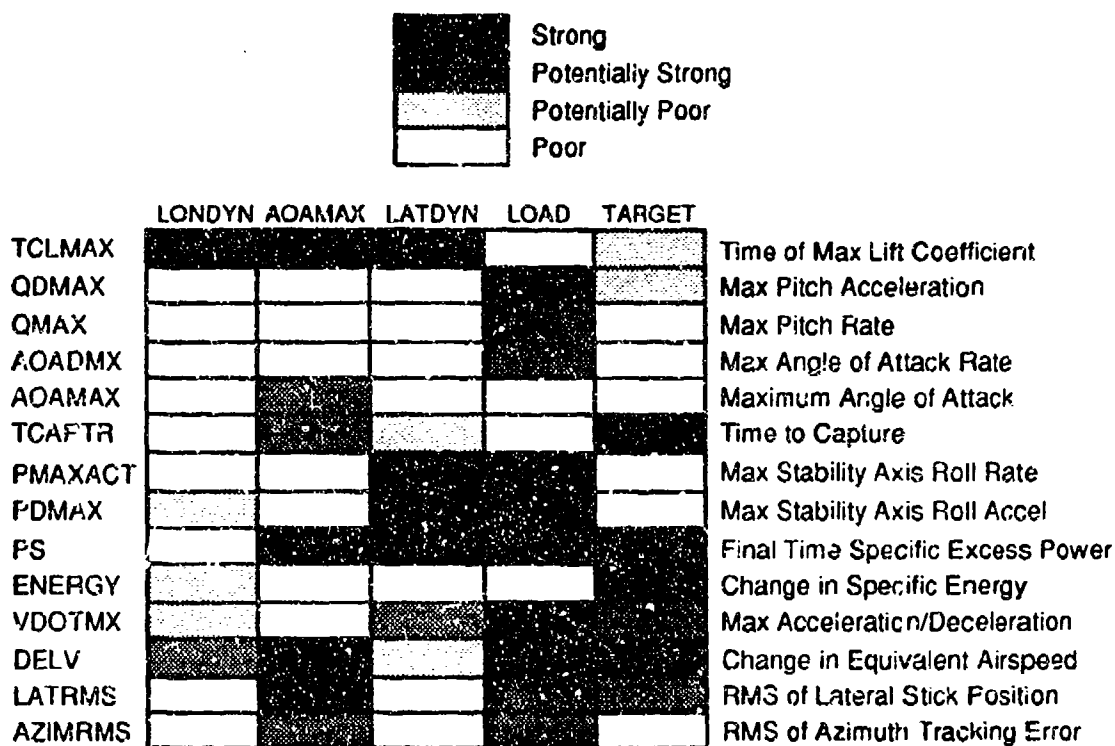 Strong
Potentially Strong
Potentially Poor
Poor
LONDYN AOAMAX LATDYN LOAD TARGET
TCLMAX Time of Max Lift Coefficient
QDMAX Max Pitch Acceleration
QMAX Max Pitch Rate
AOADMX Max Angle of Attack Rate
AOAMAX Maximum Angle of Attack
TCAPTR Time to Capture
PMAXACT Max Stability Axis Roll Rate
PDMAX Max Stability Axis Roll Accel
PS Final Time Specific Excess Power
ENERGY Change in Specific Energy
VDOTMX Max Acceleration/Deceleration
DELV Change in Equivalent Airspeed
LATRMS RMS of Lateral Stick Position
AZIMRMS RMS of Azimuth Tracking Error